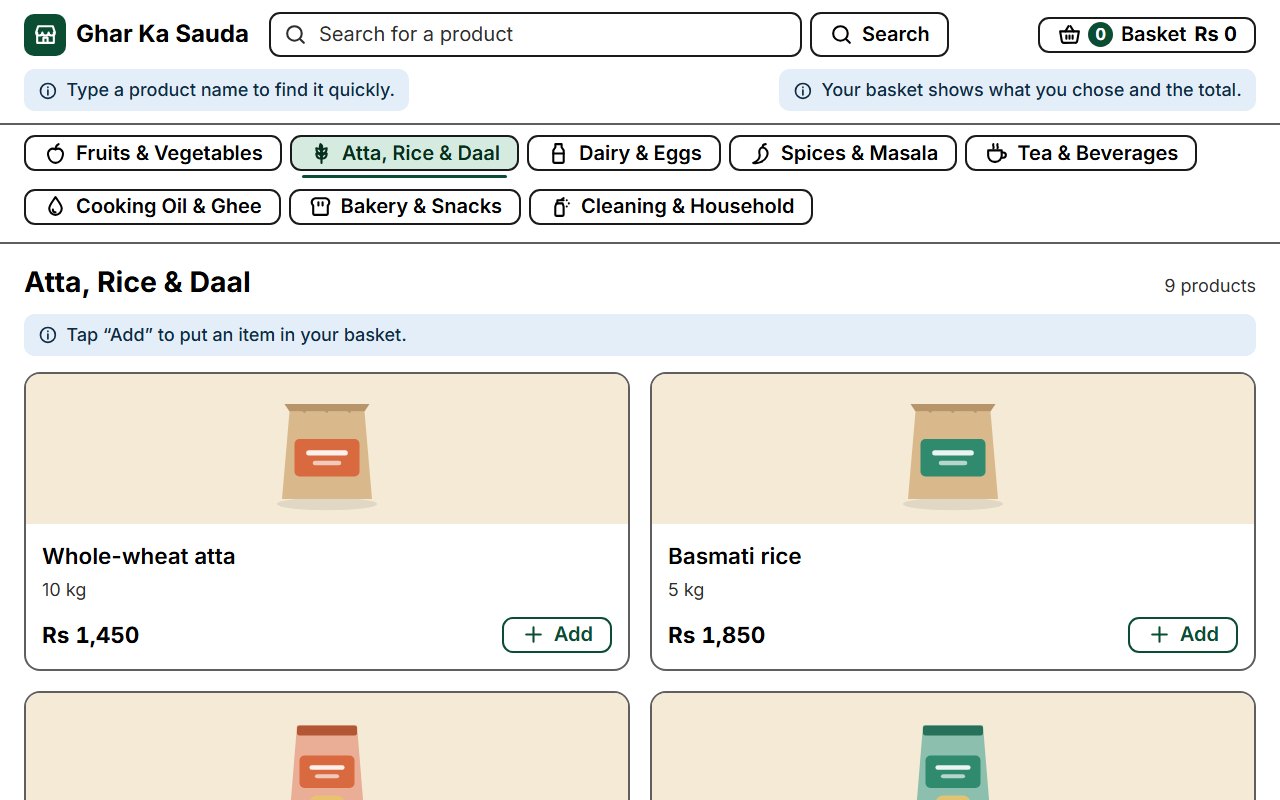 Ghar Ka Sauda
Search for a product
Search
0 Basket Rs 0
Type a product name to find it quickly.
Your basket shows what you chose and the total.
Fruits & Vegetables
Atta, Rice & Daal
Dairy & Eggs
Spices & Masala
Tea & Beverages
Cooking Oil & Ghee
Bakery & Snacks
Cleaning & Household
Atta, Rice & Daal
9 products
Tap “Add” to put an item in your basket.
Whole-wheat atta
10 kg
Rs 1,450
Add
Basmati rice
5 kg
Rs 1,850
Add